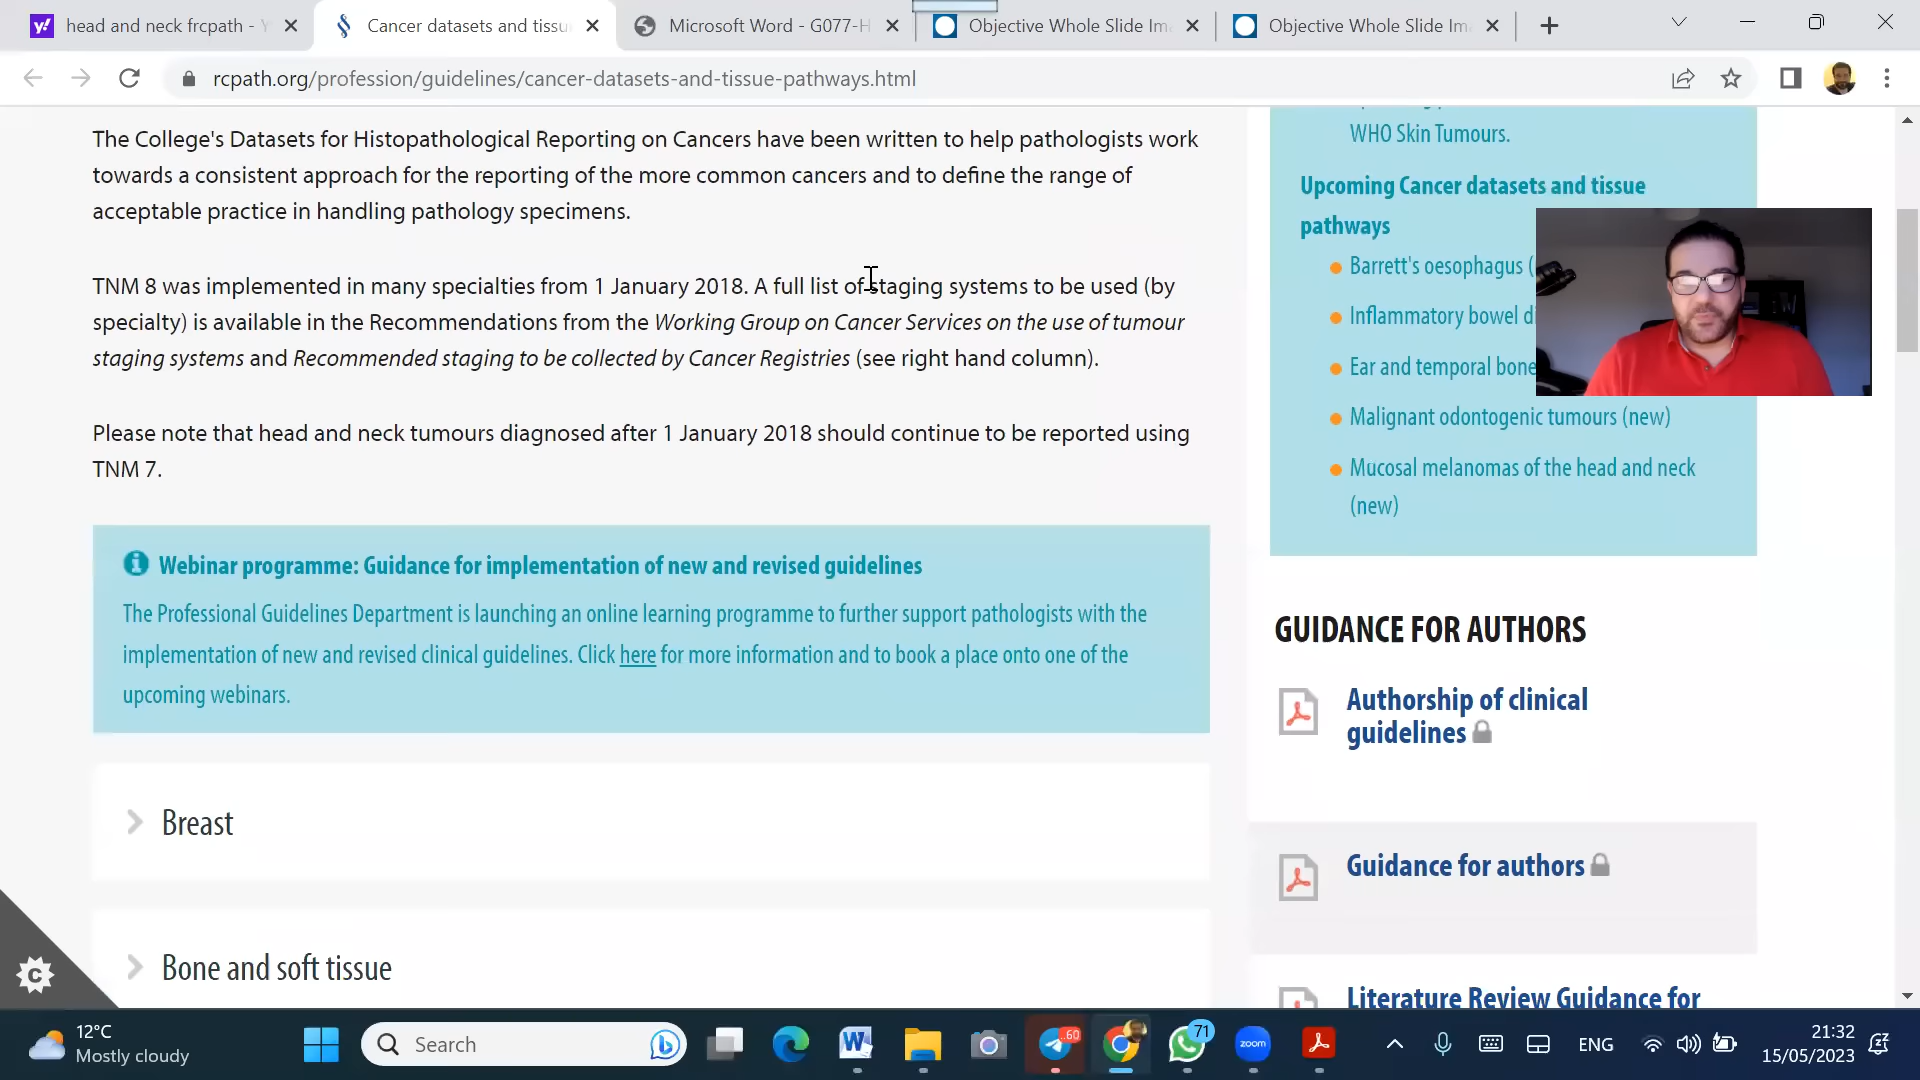 head and neck frcpath - Y
Cancer datasets and tissu
Microsoft Word - G077-H
Objective Whole Slide Im
Objective Whole Slide Im
rcpath.org/profession/guidelines/cancer-datasets-and-tissue-pathways.html
The College's Datasets for Histopathological Reporting on Cancers have been written to help pathologists work
towards a consistent approach for the reporting of the more common cancers and to define the range of
acceptable practice in handling pathology specimens.
TNM 8 was implemented in many specialties from 1 January 2018. A full list of staging systems to be used (by
specialty) is available in the Recommendations from the Working Group on Cancer Services on the use of tumour
staging systems and Recommended staging to be collected by Cancer Registries (see right hand column).
Please note that head and neck tumours diagnosed after 1 January 2018 should continue to be reported using
TNM 7.
Webinar programme: Guidance for implementation of new and revised guidelines
The Professional Guidelines Department is launching an online learning programme to further support pathologists with the
implementation of new and revised clinical guidelines. Click here for more information and to book a place onto one of the
upcoming webinars.
Breast
Bone and soft tissue
WHO Skin Tumours.
Upcoming Cancer datasets and tissue
pathways
Barrett's oesophagus (
Inflammatory bowel di
Ear and temporal bone
Malignant odontogenic tumours (new)
Mucosal melanomas of the head and neck
(new)
GUIDANCE FOR AUTHORS
Authorship of clinical
guidelines
Guidance for authors
Literature Review Guidance for
12°C
Mostly cloudy
Search
60
71
zoom
ENG
21:32
15/05/2023